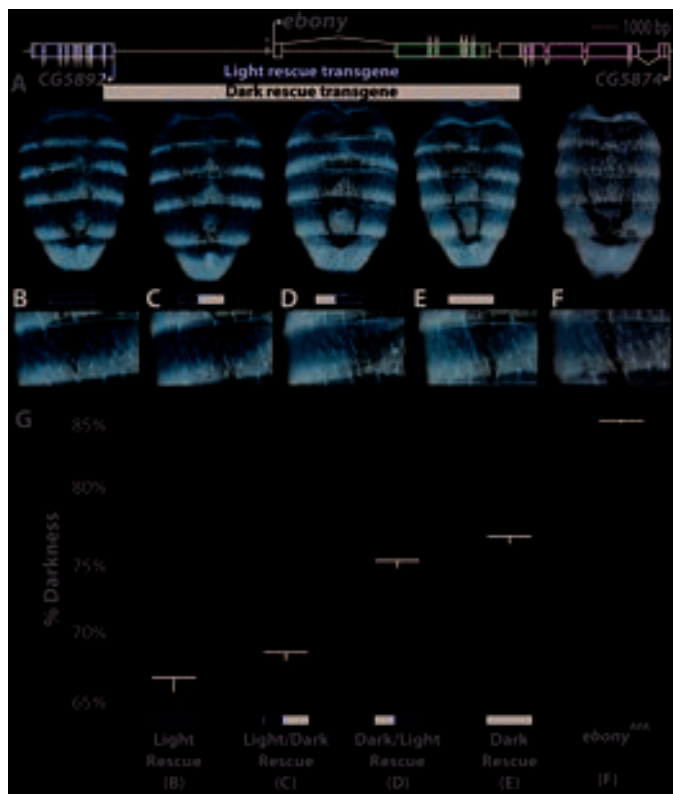 ebony
1000 bp
CG5892
CG5874
Light rescue transgene
A
Dark rescue transgene
B C D E F
G
85%
80%
75%
70%
65%
% Darkness
Light Rescue (B)
Light/Dark Rescue (C)
Dark/Light Rescue (D)
Dark Rescue (E)
ebony (F)